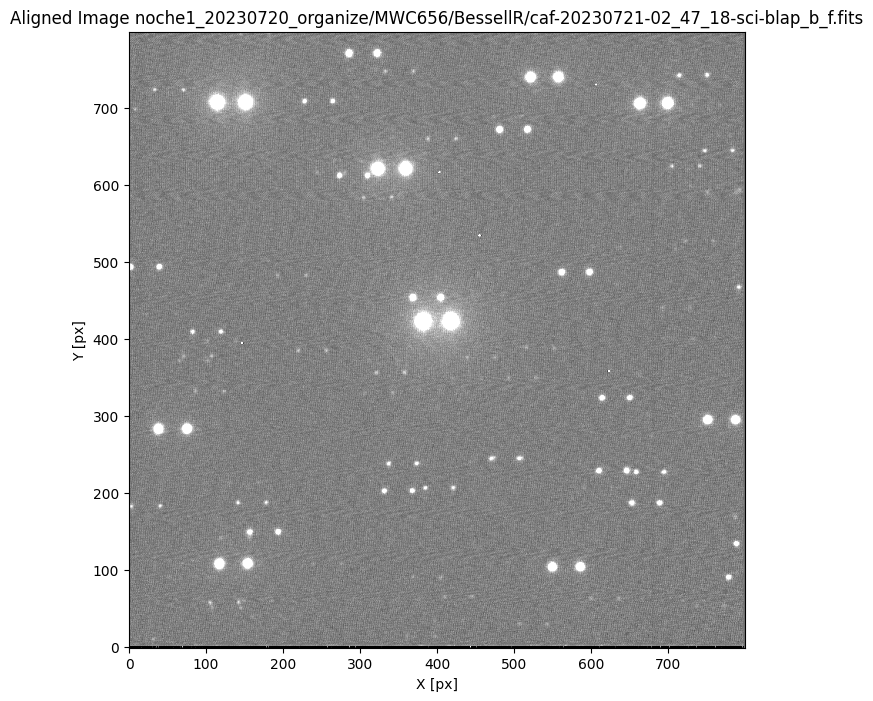 Aligned Image noche1_20230720_organize/MWC656/BessellR/caf-20230721-02_47_18-sci-blap_b_f.fits
700
600
500
400
300
200
100
0
Y [px]
0 100 200 300 400 500 600 700
X [px]